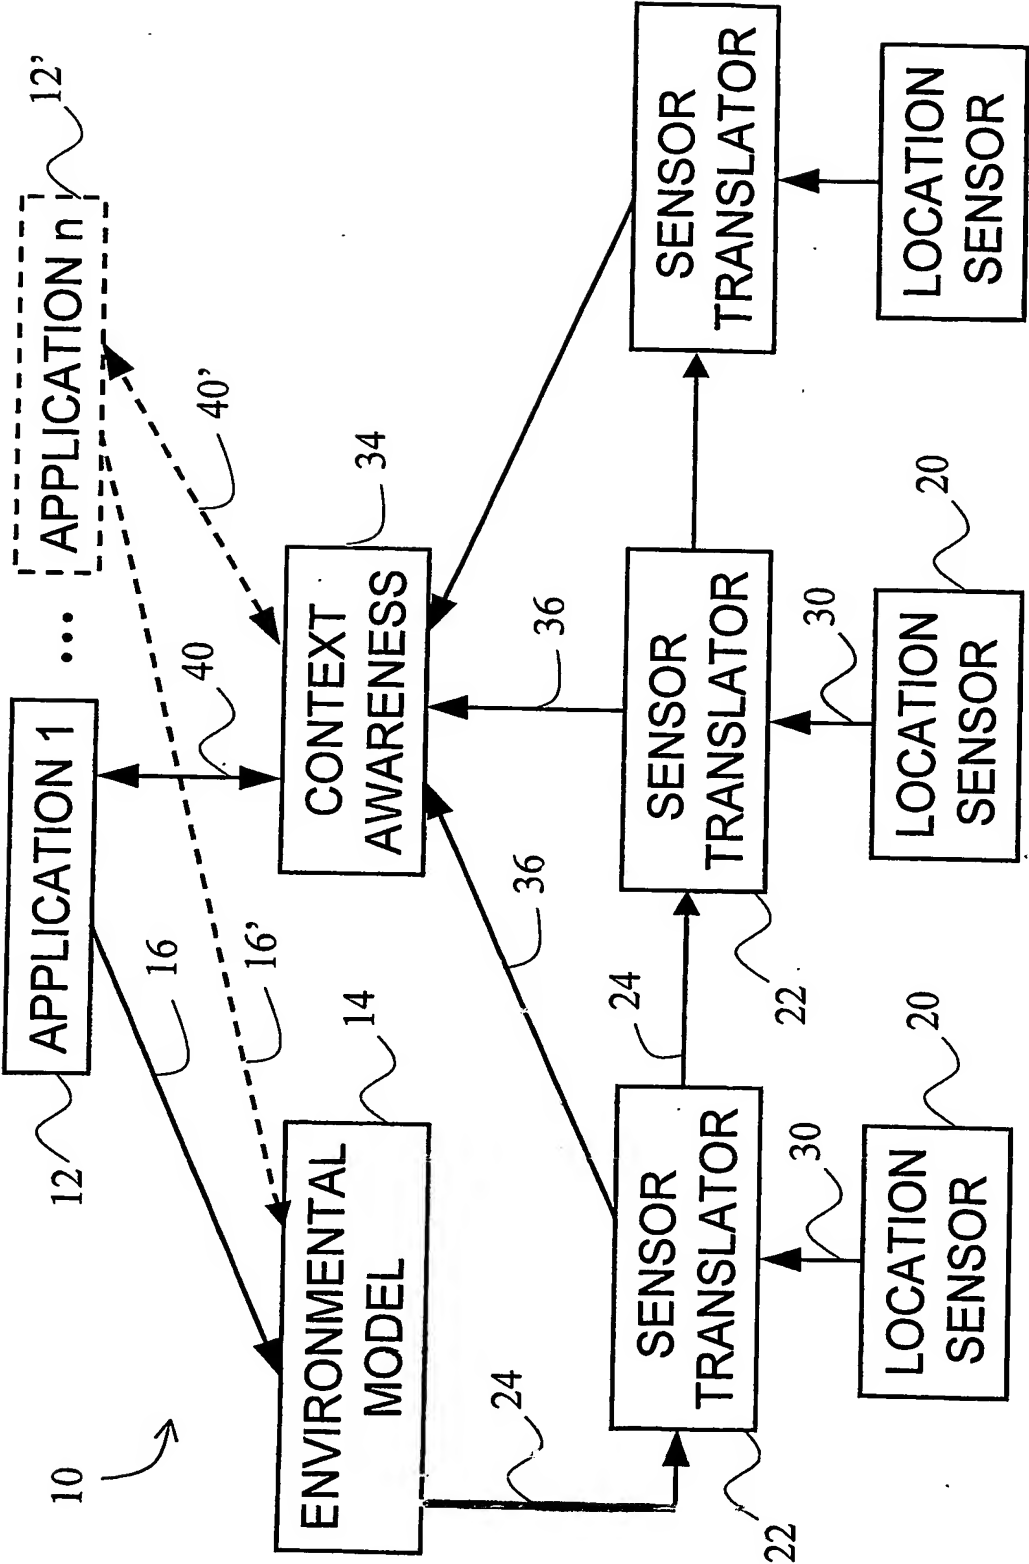 10
12
APPLICATION 1
...
APPLICATION n
12'
16
16'
40
40'
ENVIRONMENTAL
MODEL
14
CONTEXT
AWARENESS
34
24
36
36
SENSOR
TRANSLATOR
22
24
SENSOR
TRANSLATOR
22
SENSOR
TRANSLATOR
30
30
LOCATION
SENSOR
20
LOCATION
SENSOR
20
LOCATION
SENSOR